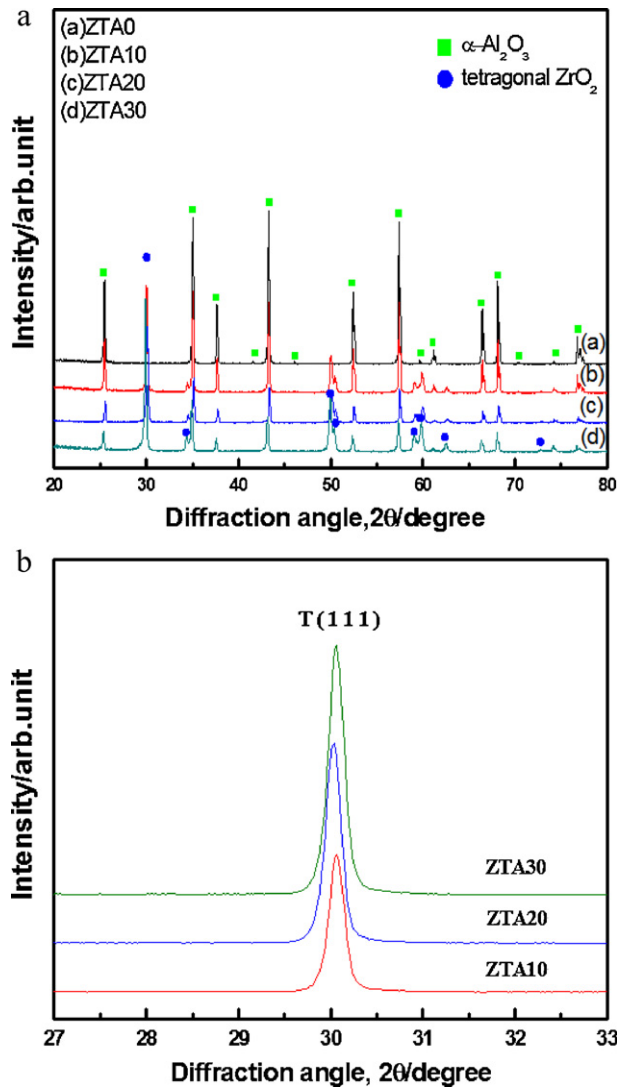 a
(a)ZTA0
(b)ZTA10
(c)ZTA20
(d)ZTA30
α-Al₂O₃
tetragonal ZrO₂
Intensity/arb.unit
(a)
(b)
(c)
(d)
20 30 40 50 60 70 80
Diffraction angle,2θ/degree
b
T(111)
Intensity/arb.unit
ZTA30
ZTA20
ZTA10
27 28 29 30 31 32 33
Diffraction angle, 2θ/degree